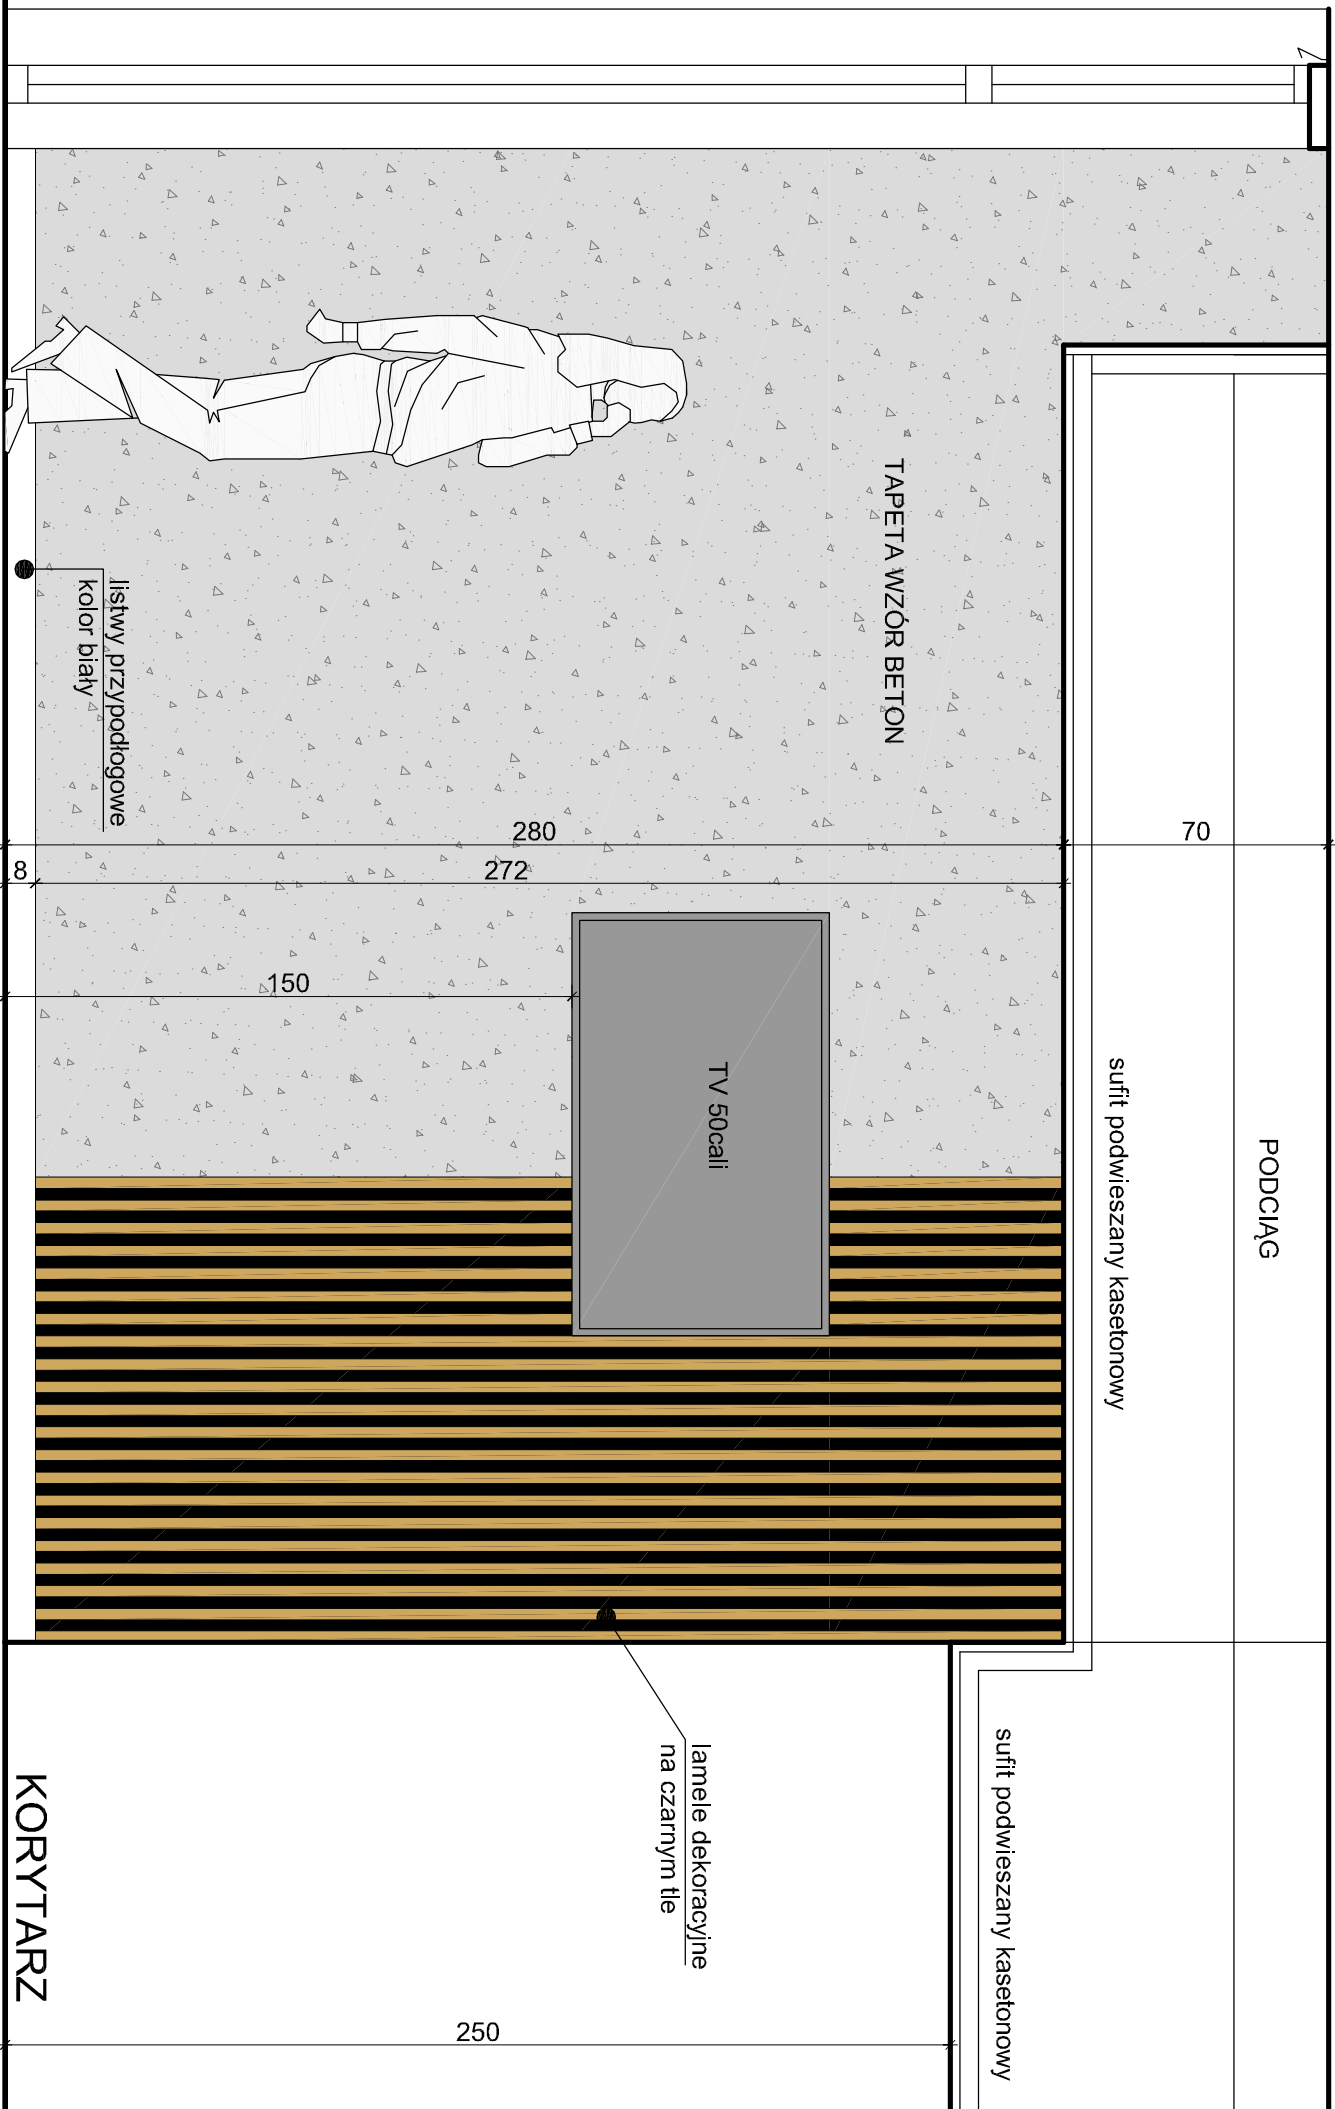 PODCIĄG
70
sufit podwieszany kasetonowy
sufit podwieszany kasetonowy
TAPETA WZÓR BETON
TV 50cali
lamele dekoracyjne
na czarnym tle
280
272
150
250
8
listwy przypodłogowe
kolor biały
KORYTARZ